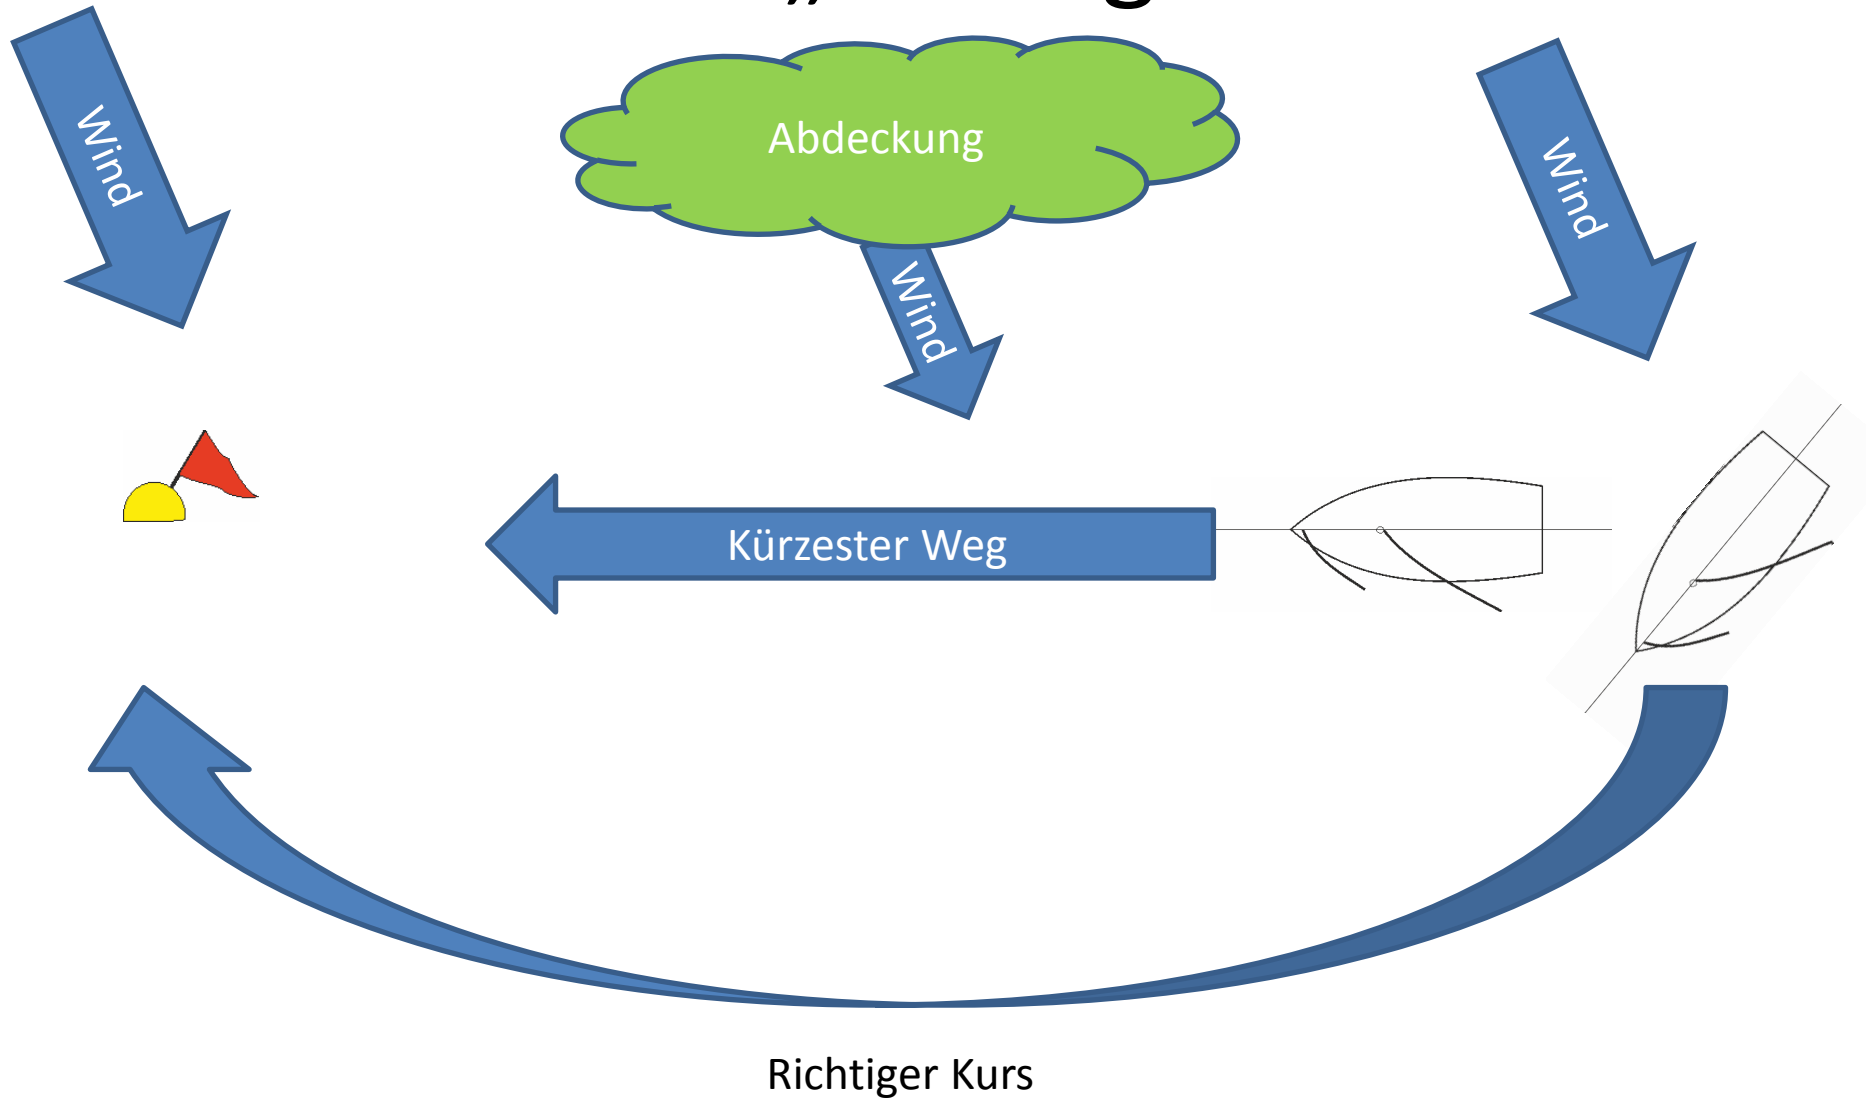 Wind
Abdeckung
Wind
Wind
Kürzester Weg
Richtiger Kurs